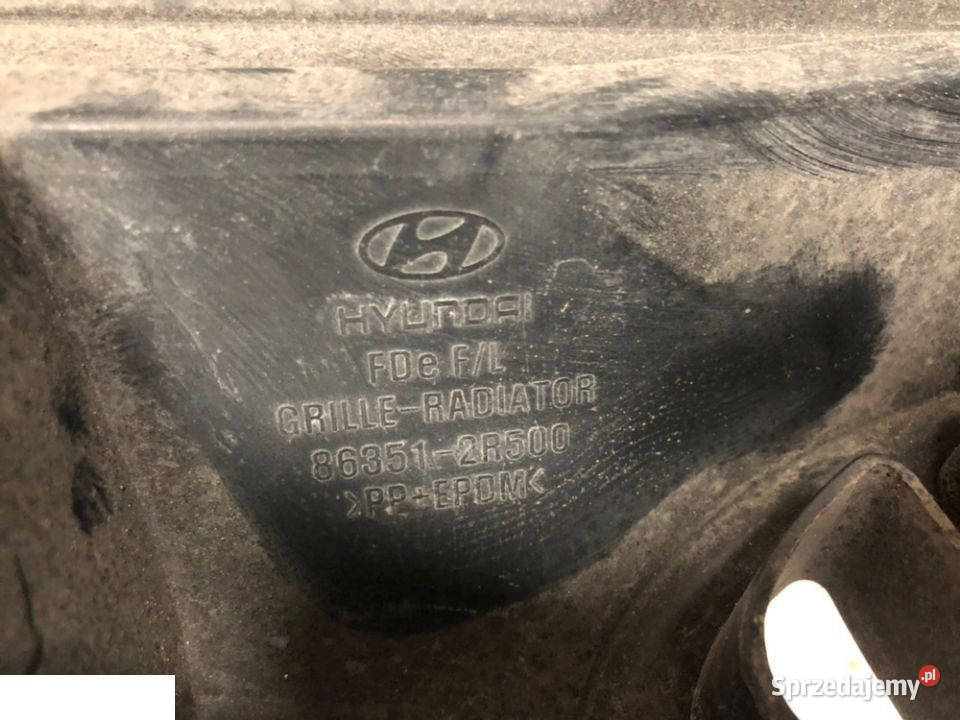 HYUNDAI
FDe F/L
GRILLE-RADIATOR
86351-2R500
>PP+EPDM<
Sprzedajemy.pl